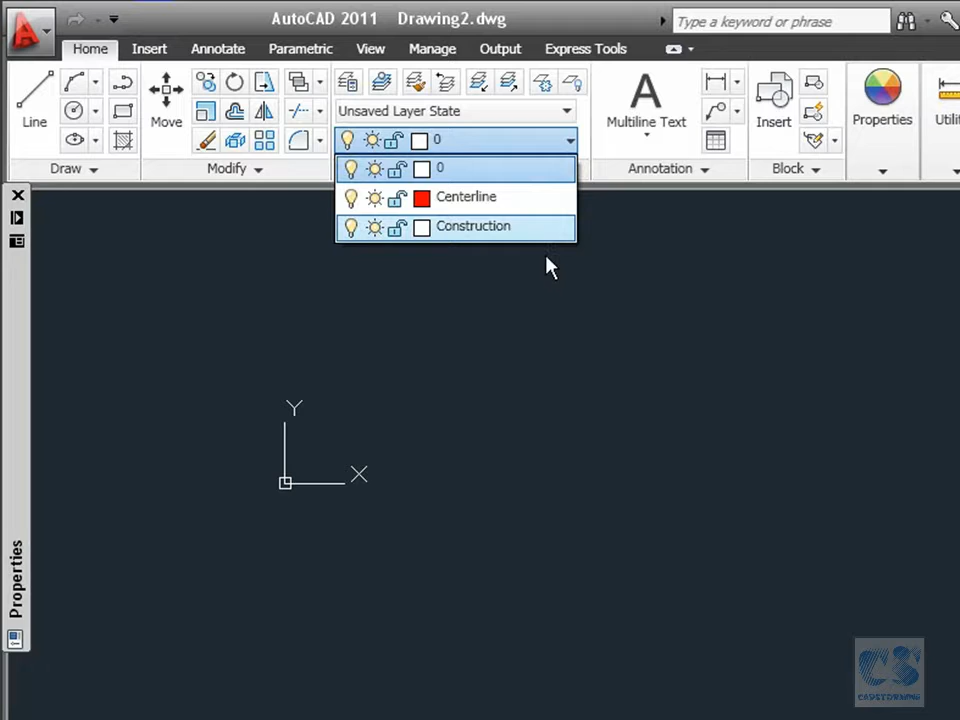 AutoCAD 2011 Drawing2.dwg
Type a keyword or phrase
Home Insert Annotate Parametric View Manage Output Express Tools
Unsaved Layer State
Line Move Multiline Text Insert Properties
0
0
Centerline
Construction
Draw Modify Annotation Block
Y
X
Properties
CS